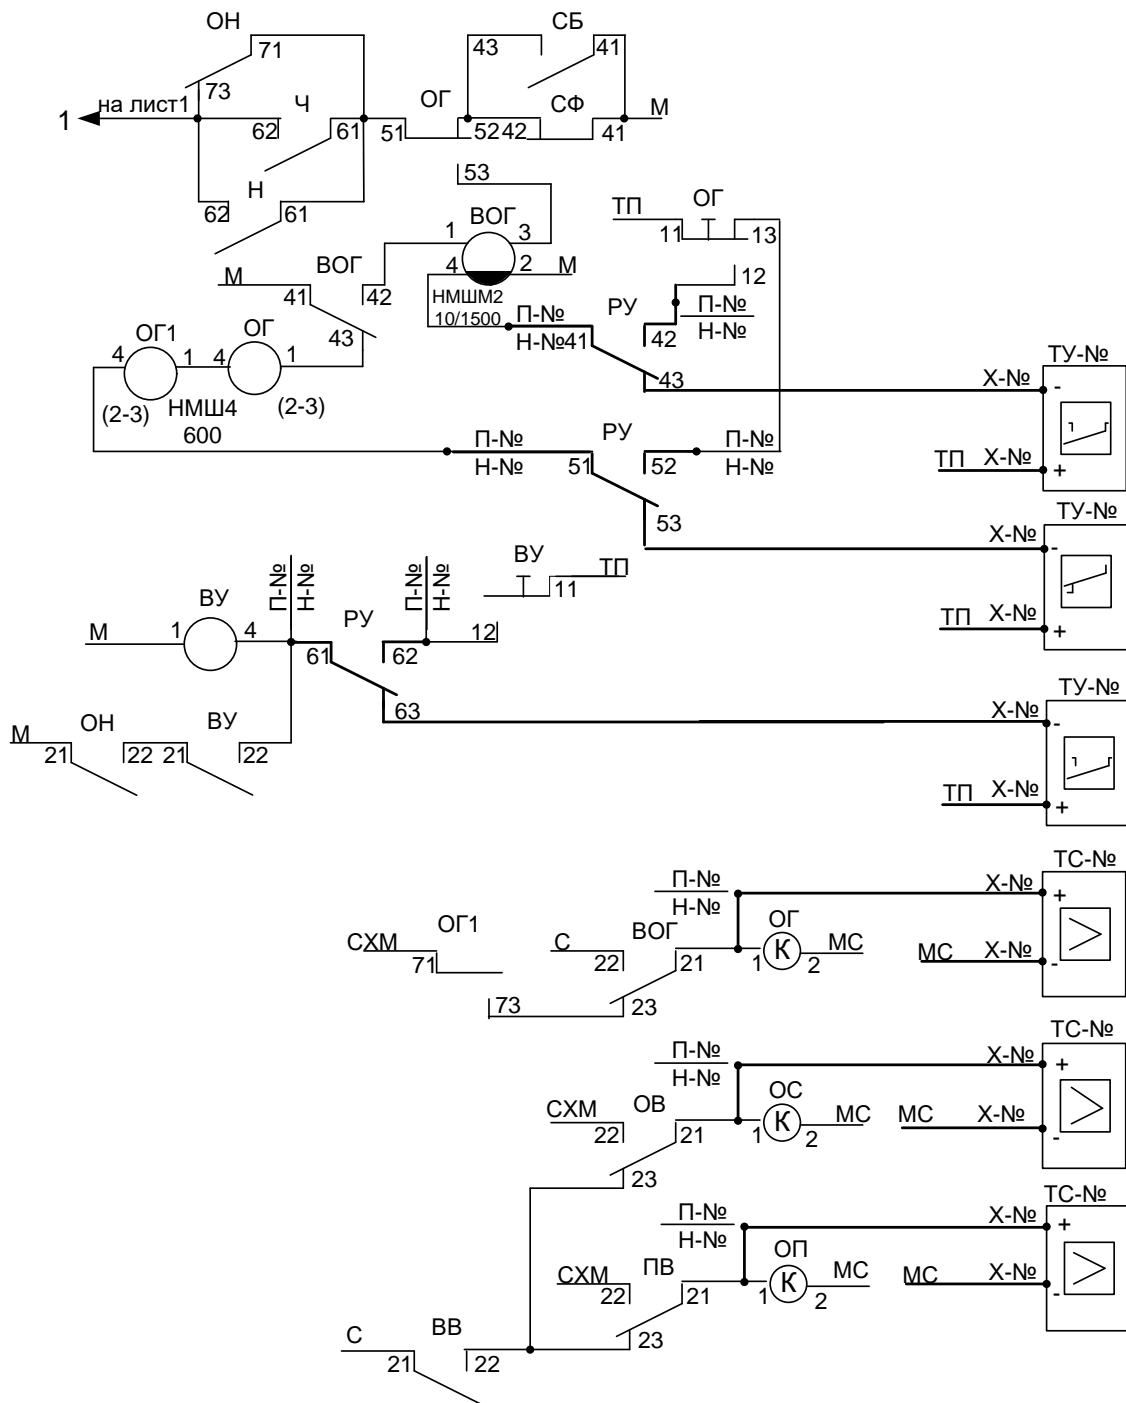 ОН
СБ
71
43
41
73
на лист1
Ч
ОГ
СФ
М
1
62
61
51
52
42
41
Н
53
62
61
ТП
ОГ
ВОГ
1
3
11
13
М
ВОГ
4
2
М
12
41
42
НМШМ2
10/1500
П-№
Н-№
41
РУ
42
П-№
Н-№
ОГ1
ОГ
43
4
1
4
1
43
Х-№
ТУ-№
-
(2-3)
НМШ4
600
(2-3)
П-№
Н-№
РУ
П-№
Н-№
51
52
ТП
Х-№
+
53
ТУ-№
Х-№
-
П-№
Н-№
П-№
Н-№
ВУ
11
ТП
ВУ
РУ
М
1
4
61
62
12
ТП
Х-№
+
63
ТУ-№
Х-№
-
М
ОН
ВУ
21
22
21
22
ТП
Х-№
+
ТС-№
П-№
Н-№
Х-№
+
ОГ1
ВОГ
ОГ
СХМ
71
С
22
21
1
К
2
МС
МС
Х-№
-
73
23
ТС-№
П-№
Н-№
Х-№
+
ОВ
ОС
СХМ
22
21
1
К
2
МС
МС
Х-№
-
23
ТС-№
П-№
Н-№
Х-№
+
ПВ
ОП
СХМ
22
21
1
К
2
МС
МС
Х-№
-
23
С
ВВ
21
22